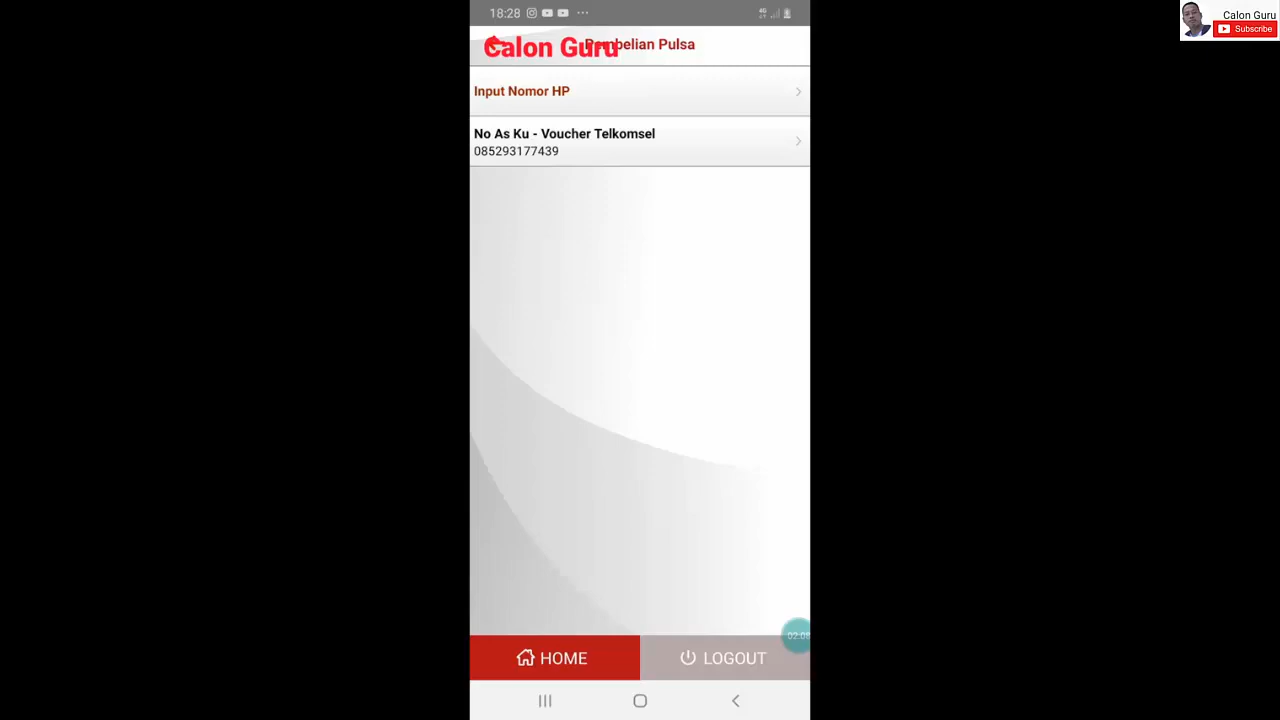 18:28
Calon Guru
Subscribe
Calon Guru
Pembelian Pulsa
Input Nomor HP
No As Ku - Voucher Telkomsel
085293177439
HOME
LOGOUT